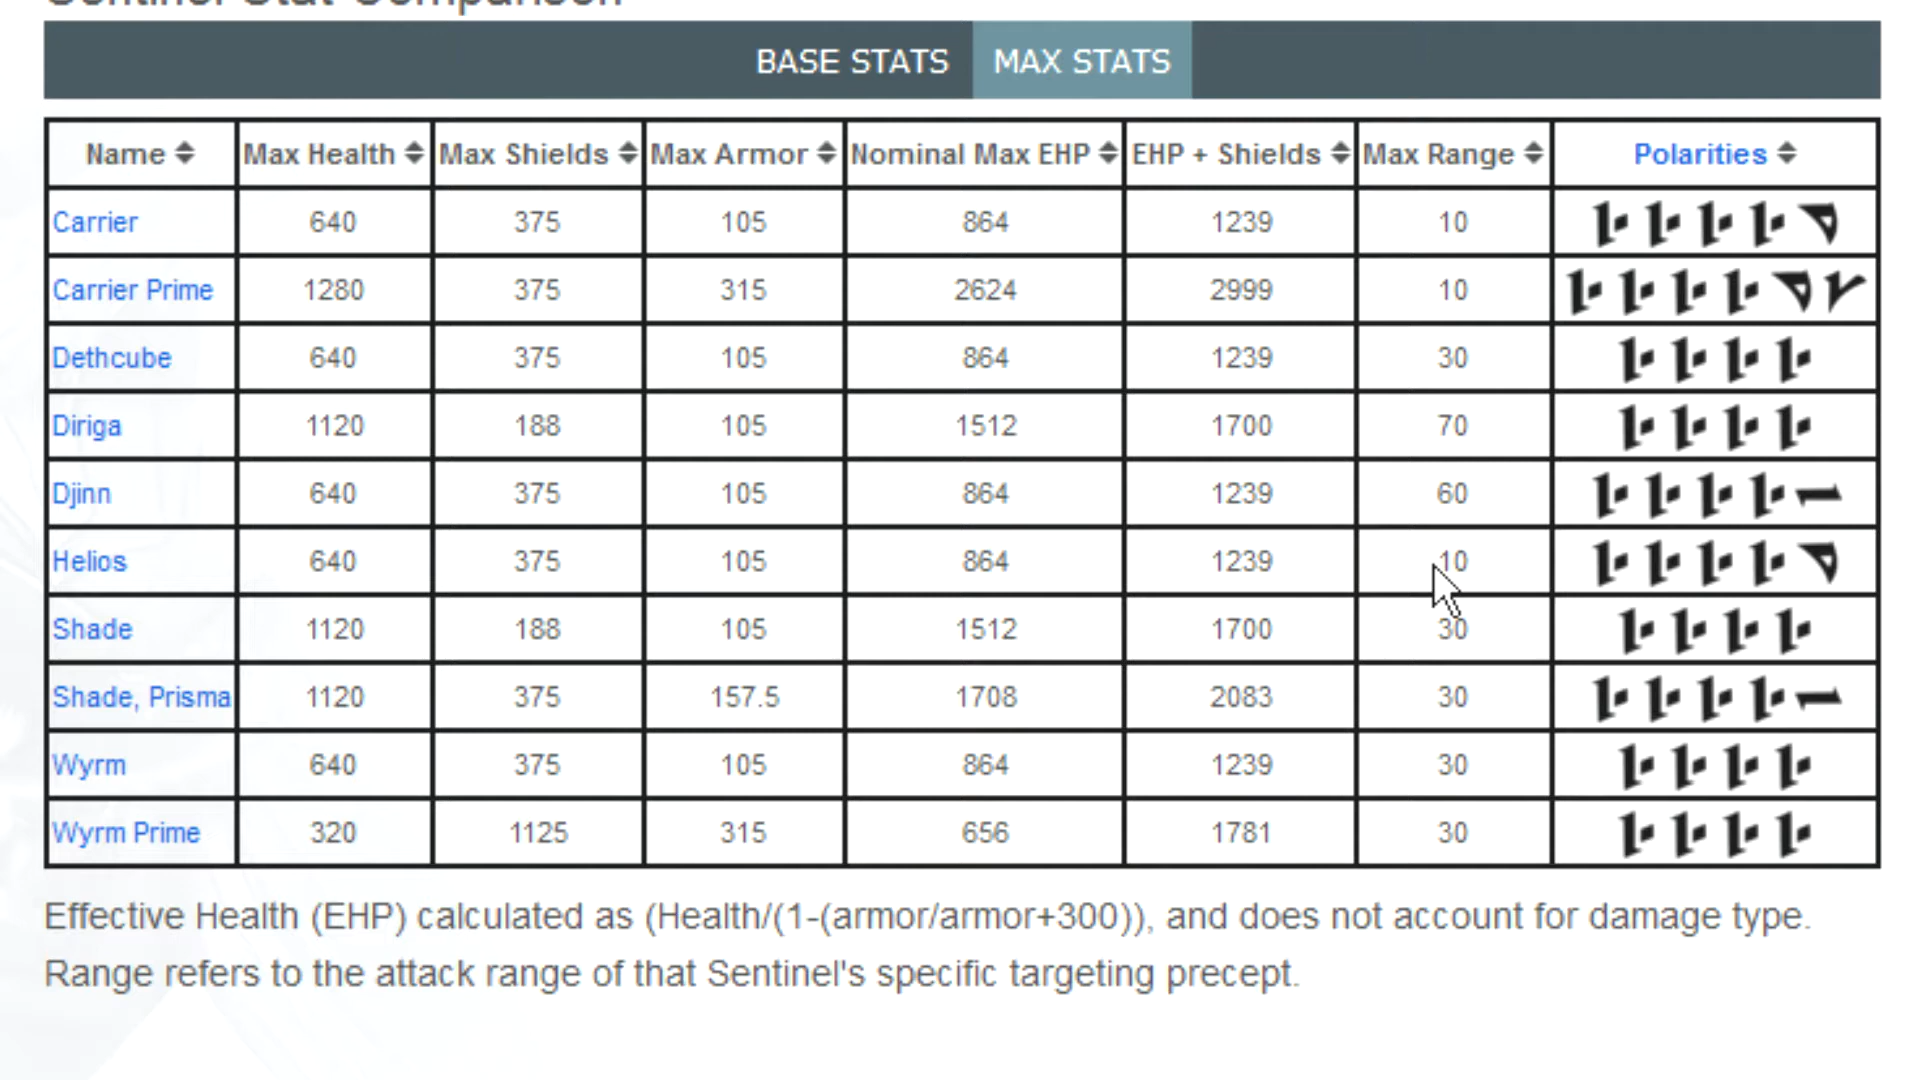 Sentinel Stat Comparison
BASE STATS MAX STATS
Name Max Health Max Shields Max Armor Nominal Max EHP EHP + Shields Max Range Polarities
Carrier 640 375 105 864 1239 10
Carrier Prime 1280 375 315 2624 2999 10
Dethcube 640 375 105 864 1239 30
Diriga 1120 188 105 1512 1700 70
Djinn 640 375 105 864 1239 60
Helios 640 375 105 864 1239 10
Shade 1120 188 105 1512 1700 30
Shade, Prisma 1120 375 157.5 1708 2083 30
Wyrm 640 375 105 864 1239 30
Wyrm Prime 320 1125 315 656 1781 30
Effective Health (EHP) calculated as (Health/(1-(armor/armor+300)), and does not account for damage type.
Range refers to the attack range of that Sentinel's specific targeting precept.